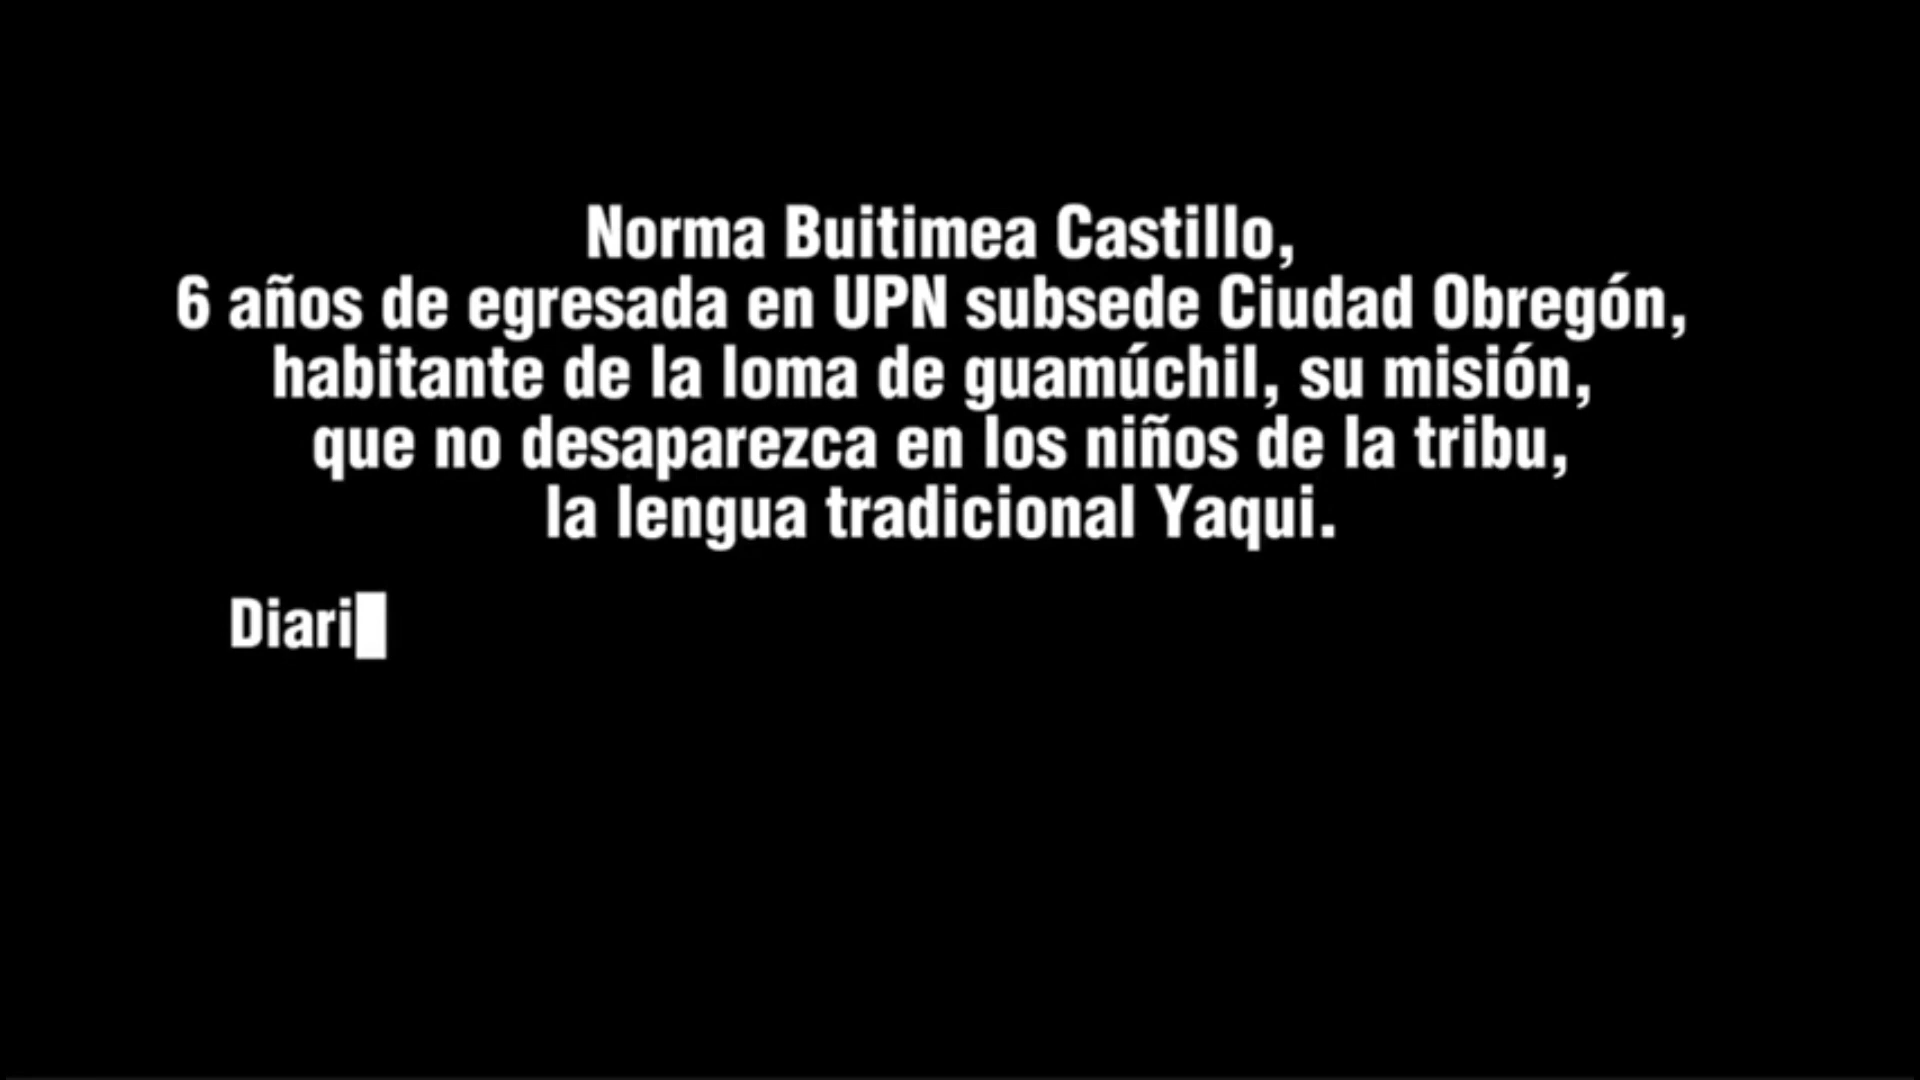 Norma Buitimea Castillo,
6 años de egresada en UPN subsede Ciudad Obregón,
habitante de la loma de guamúchil, su misión,
que no desaparezca en los niños de la tribu,
la lengua tradicional Yaqui.
Diari